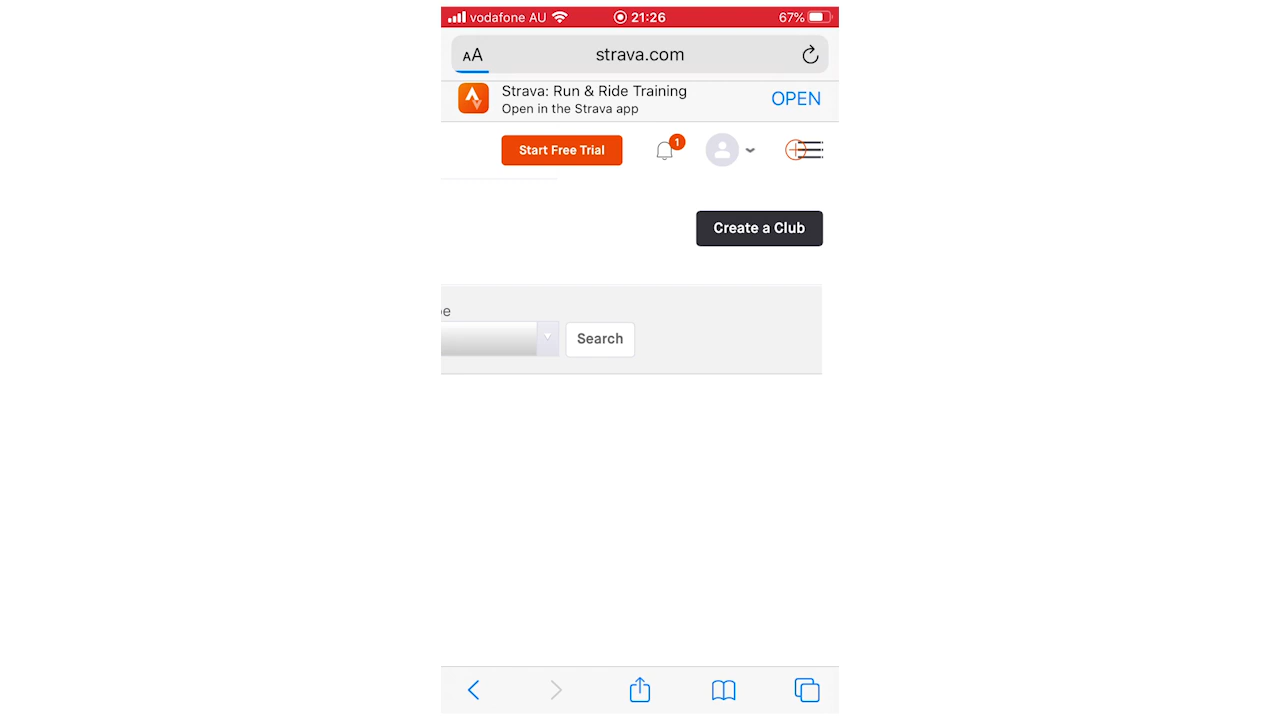 vodafone AU 21:26 67%
AA strava.com
Strava: Run & Ride Training
Open in the Strava app
OPEN
Start Free Trial 1
Create a Club
pe
Search